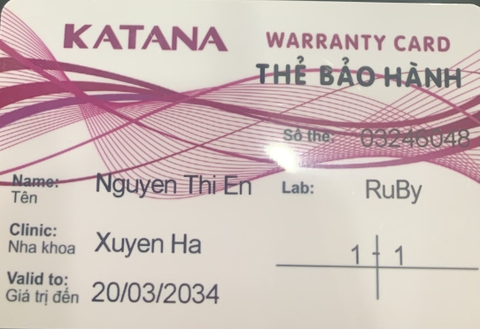 KATANA WARRANTY CARD
THẺ BẢO HÀNH
Số thẻ: 03246048
Name: Nguyen Thi En Lab: RuBy
Tên
Clinic: Xuyen Ha
Nha khoa
1 1
Valid to: 20/03/2034
Giá trị đến